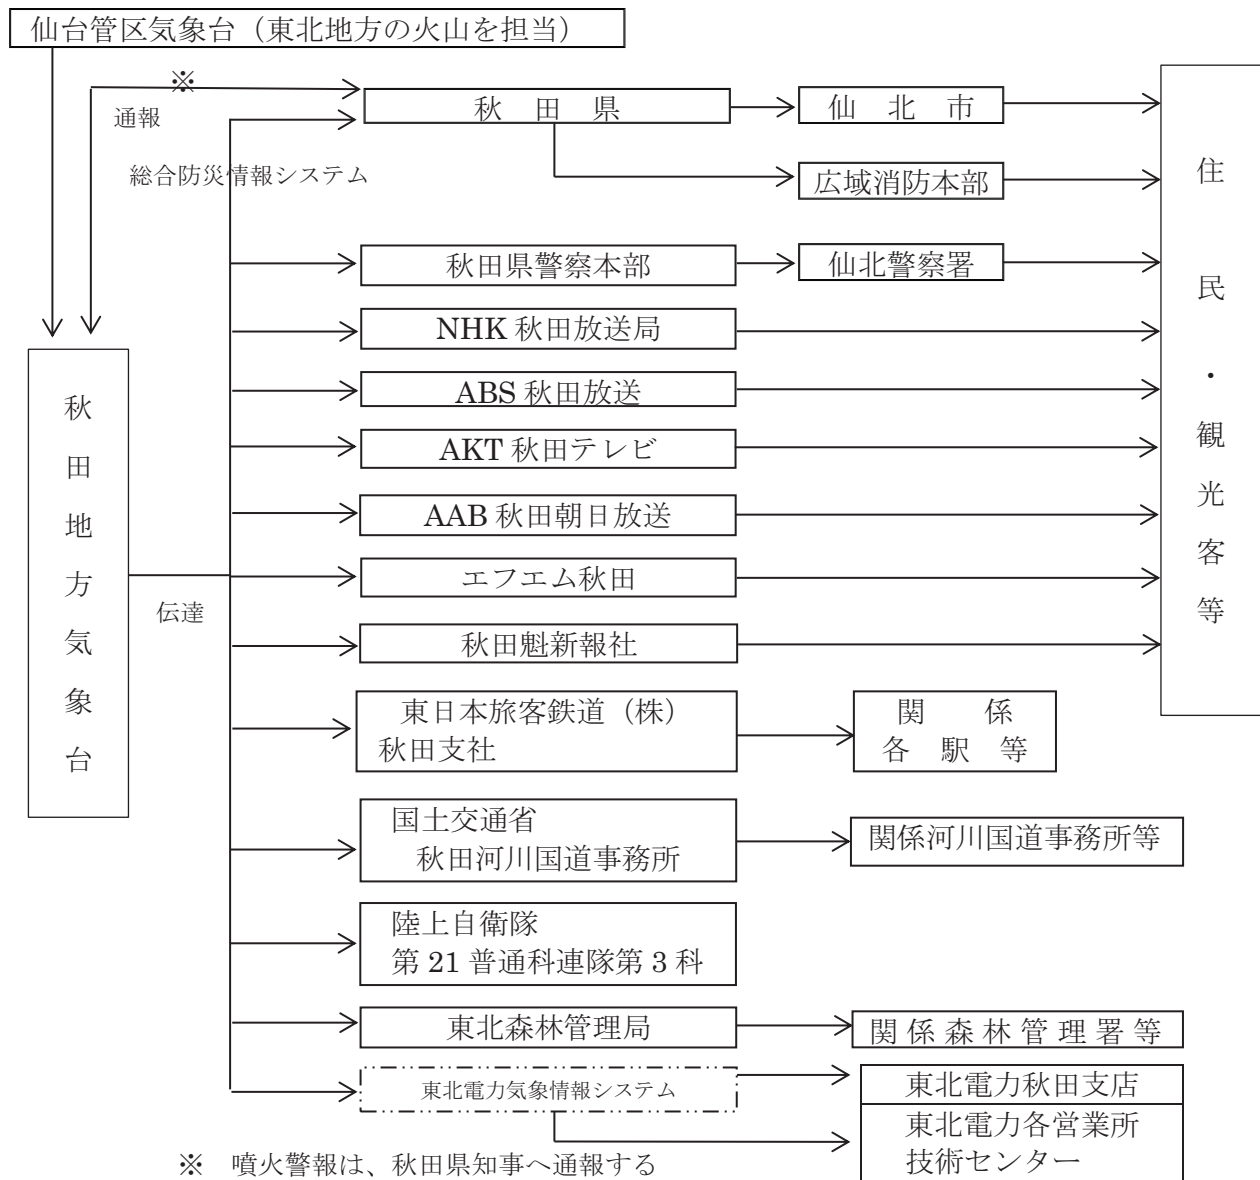 仙台管区気象台（東北地方の火山を担当）
※
通報
総合防災情報システム
秋　田　県
仙　北　市
広域消防本部
秋田県警察本部
仙北警察署
NHK 秋田放送局
ABS 秋田放送
AKT 秋田テレビ
AAB 秋田朝日放送
エフエム秋田
秋田魁新報社
住民・観光客等
秋田地方気象台
伝達
東日本旅客鉄道（株）
秋田支社
関　　係
各　駅　等
国土交通省
秋田河川国道事務所
関係河川国道事務所等
陸上自衛隊
第 21 普通科連隊第 3 科
東北森林管理局
関係森林管理署等
東北電力気象情報システム
東北電力秋田支店
東北電力各営業所
技術センター
※　噴火警報は、秋田県知事へ通報する